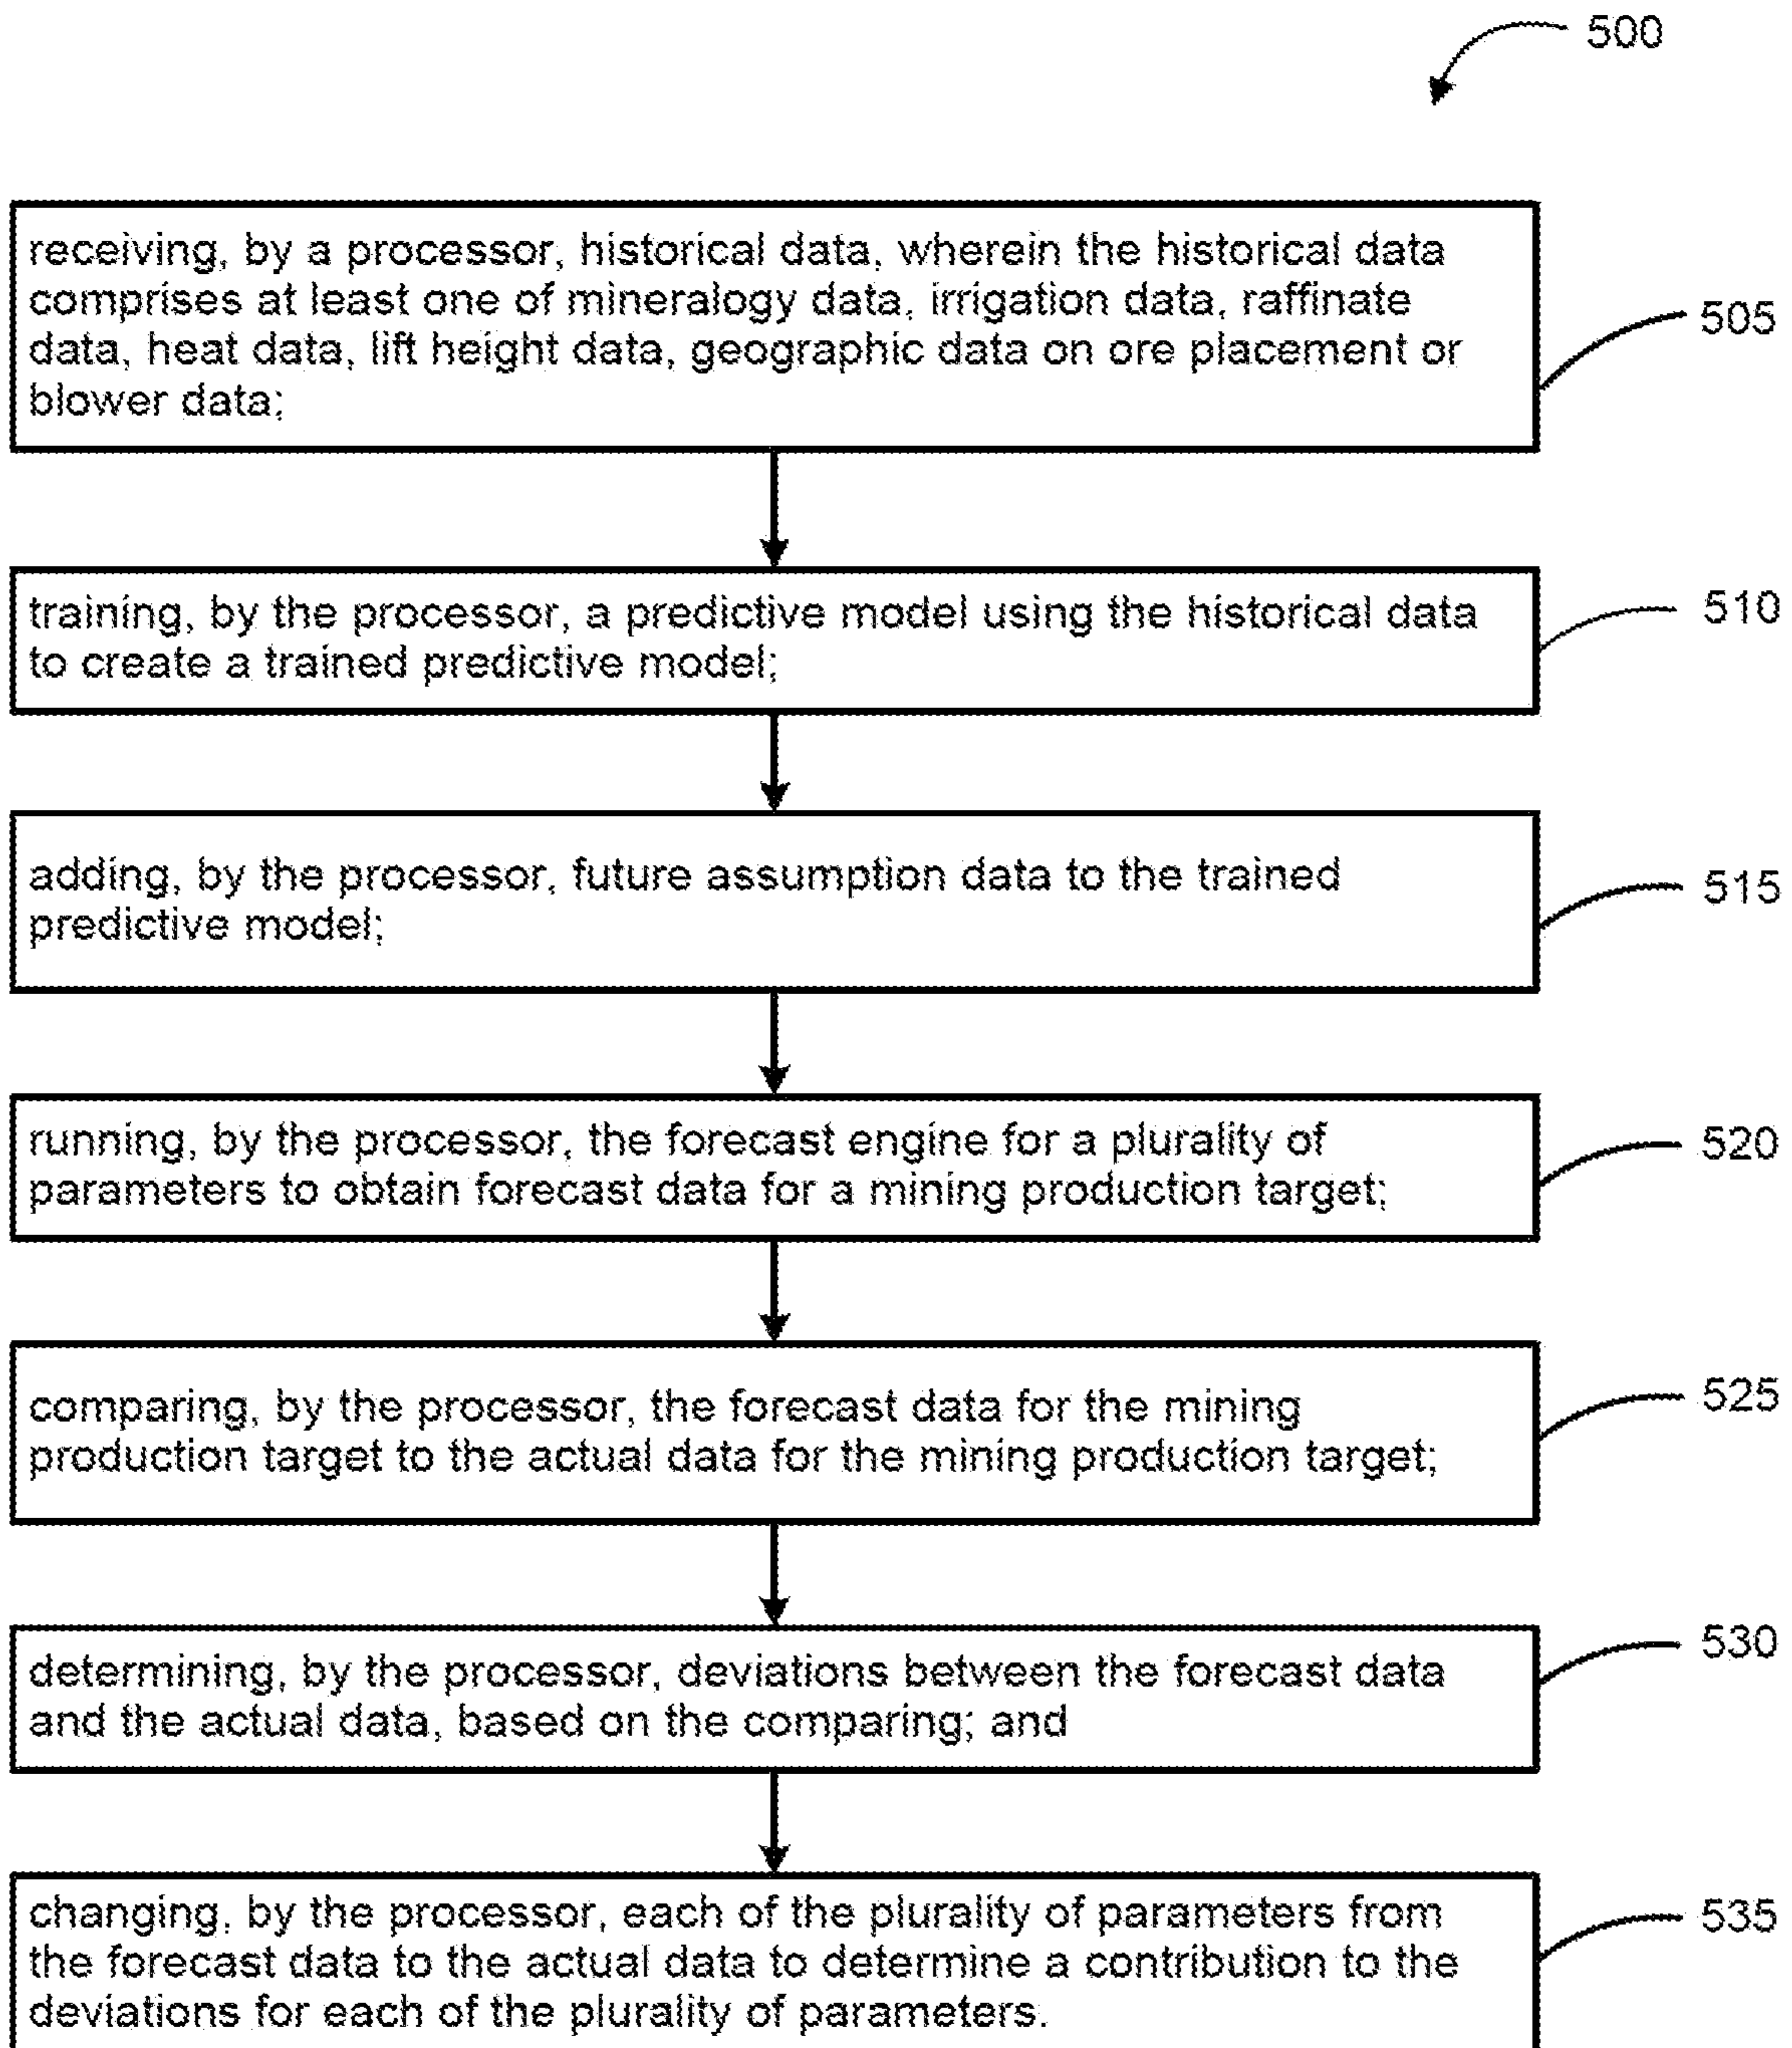 500
receiving, by a processor, historical data, wherein the historical data
comprises at least one of mineralogy data, irrigation data, raffinate
data, heat data, lift height data, geographic data on ore placement or
blower data;
505
training, by the processor, a predictive model using the historical data
to create a trained predictive model;
510
adding, by the processor, future assumption data to the trained
predictive model;
515
running, by the processor, the forecast engine for a plurality of
parameters to obtain forecast data for a mining production target;
520
comparing, by the processor, the forecast data for the mining
production target to the actual data for the mining production target;
525
determining, by the processor, deviations between the forecast data
and the actual data, based on the comparing; and
530
changing, by the processor, each of the plurality of parameters from
the forecast data to the actual data to determine a contribution to the
deviations for each of the plurality of parameters.
535